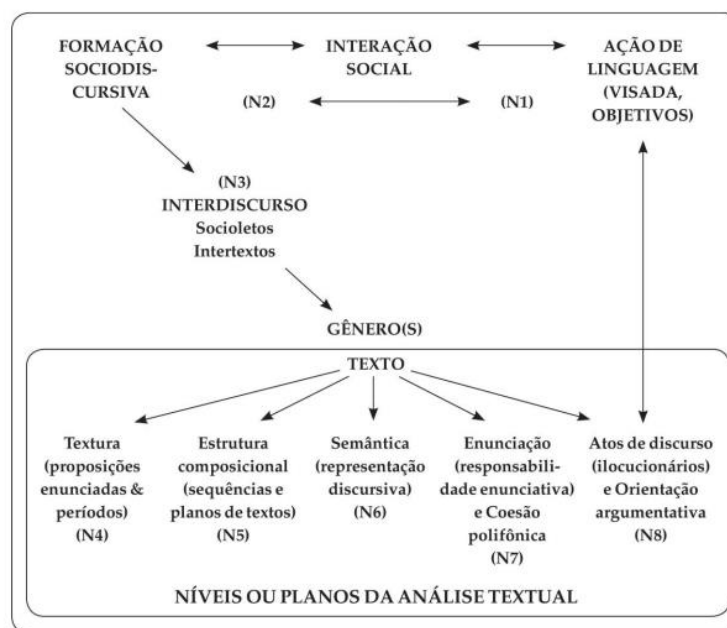 FORMAÇÃO
SOCIODIS-
CURSIVA
INTERAÇÃO
SOCIAL
AÇÃO DE
LINGUAGEM
(VISADA,
OBJETIVOS)
(N2)
(N1)
(N3)
INTERDISCURSO
Socioletos
Intertextos
GÊNERO(S)
TEXTO
Textura
(proposições
enunciadas &
períodos)
(N4)
Estrutura
composicional
(sequências e
planos de textos)
(N5)
Semântica
(representação
discursiva)
(N6)
Enunciação
(responsabili-
dade enunciativa)
e Coesão
polifônica
(N7)
Atos de discurso
(ilocucionários)
e Orientação
argumentativa
(N8)
NÍVEIS OU PLANOS DA ANÁLISE TEXTUAL